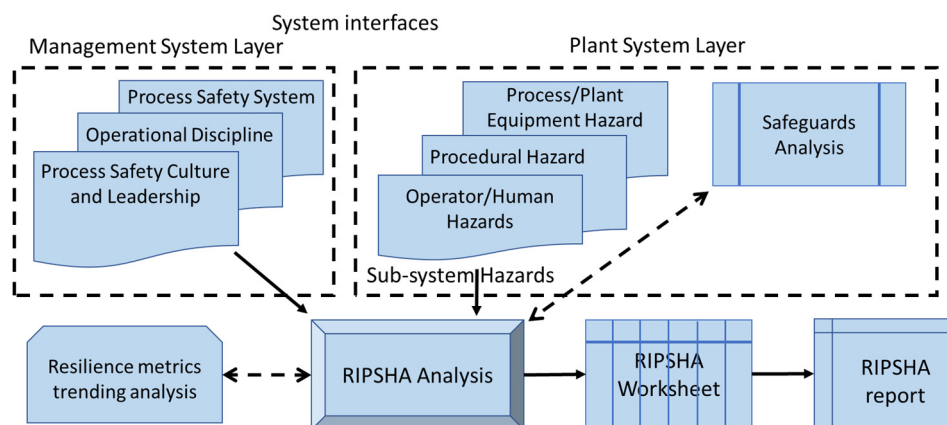 System interfaces
Management System Layer
Plant System Layer
Process Safety System
Operational Discipline
Process Safety Culture
and Leadership
Process/Plant
Equipment Hazard
Procedural Hazard
Operator/Human
Hazards
Safeguards
Analysis
Sub-system Hazards
Resilience metrics
trending analysis
RIPSHA Analysis
RIPSHA
Worksheet
RIPSHA
report